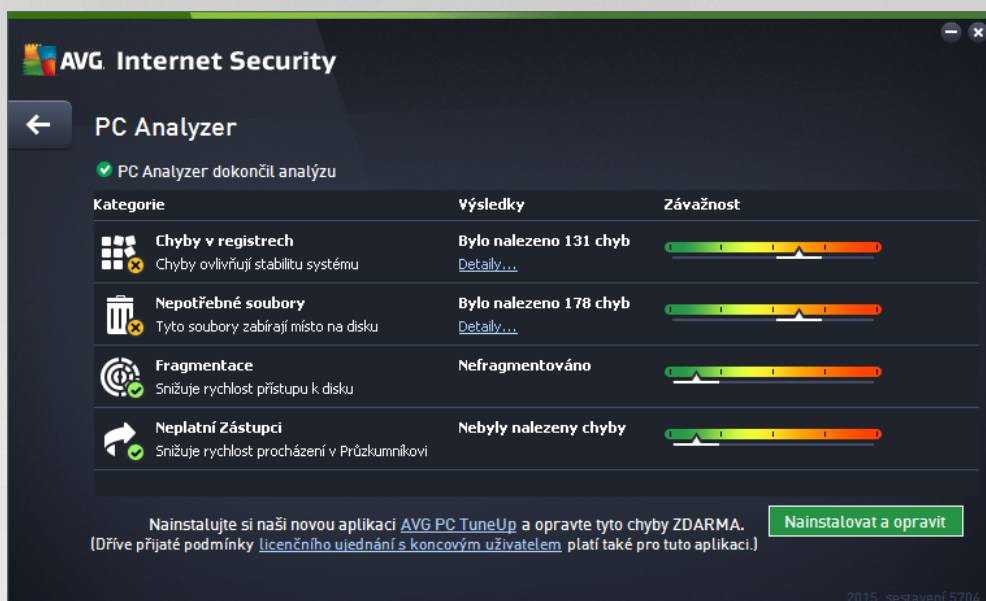 AVG. Internet Security
PC Analyzer
PC Analyzer dokončil analýzu
Kategorie Výsledky Závažnost
Chyby v registrech Bylo nalezeno 131 chyb
Chyby ovlivňují stabilitu systému Detaily...
Nepotřebné soubory Bylo nalezeno 178 chyb
Tyto soubory zabírají místo na disku Detaily...
Fragmentace Nefragmentováno
Snižuje rychlost přístupu k disku
Neplatní Zástupci Nebyly nalezeny chyby
Snižuje rychlost procházení v Průzkumníkovi
Nainstalujte si naši novou aplikaci AVG PC TuneUp a opravte tyto chyby ZDARMA. Nainstalovat a opravit
(Dříve přijaté podmínky licenčního ujednání s koncovým uživatelem platí také pro tuto aplikaci.)
2015, sestavení 5704